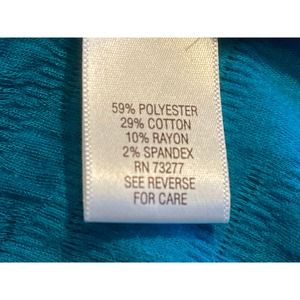 59% POLYESTER
29% COTTON
10% RAYON
2% SPANDEX
RN 73277
SEE REVERSE
FOR CARE